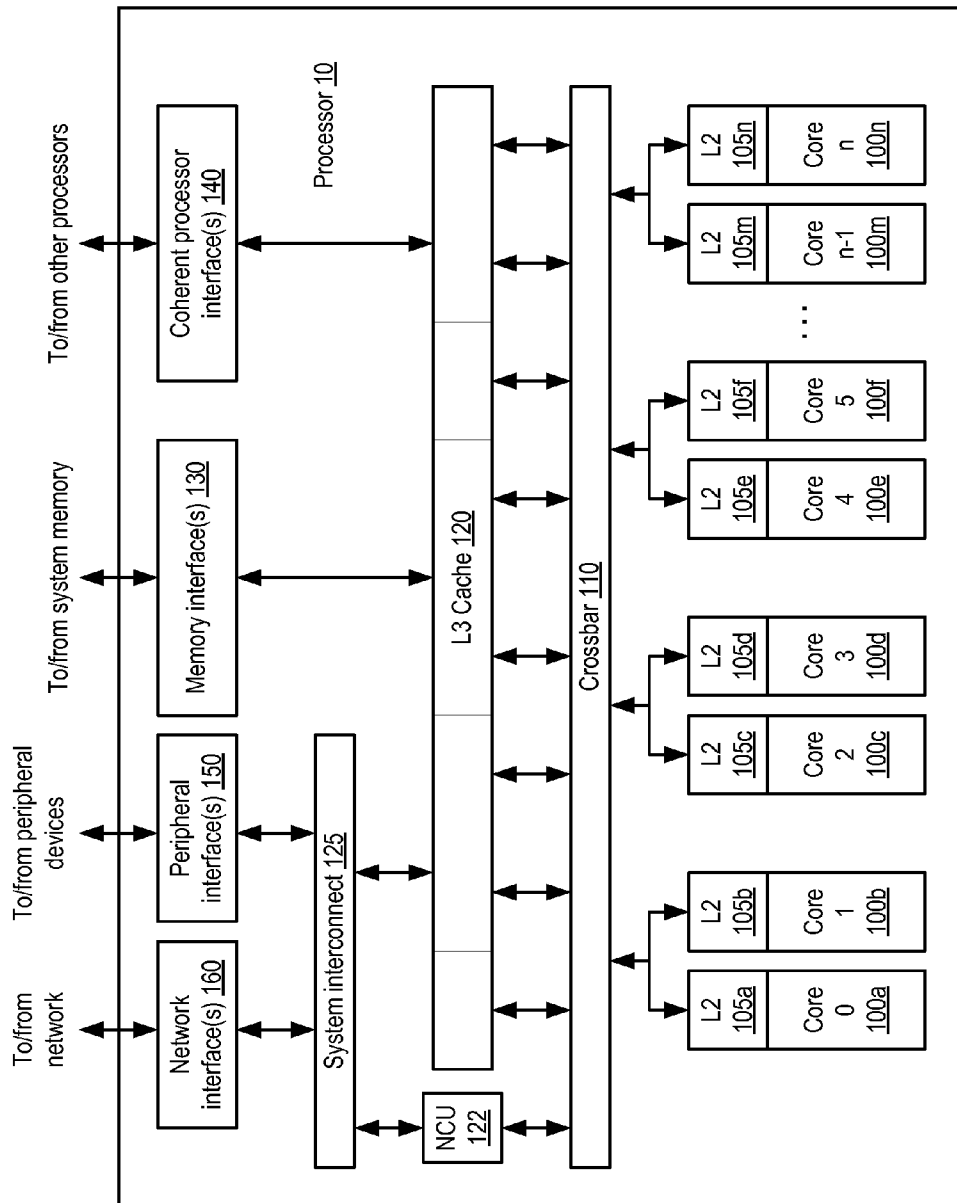 To/from
network
To/from peripheral
devices
To/from system memory
To/from other processors
Network
interface(s) 160
Peripheral
interface(s) 150
Memory interface(s) 130
Coherent processor
interface(s) 140
Processor 10
System interconnect 125
NCU
122
L3 Cache 120
Crossbar 110
L2
105a
Core
0
100a
L2
105b
Core
1
100b
L2
105c
Core
2
100c
L2
105d
Core
3
100d
L2
105e
Core
4
100e
L2
105f
Core
5
100f
...
L2
105m
Core
n-1
100m
L2
105n
Core
n
100n